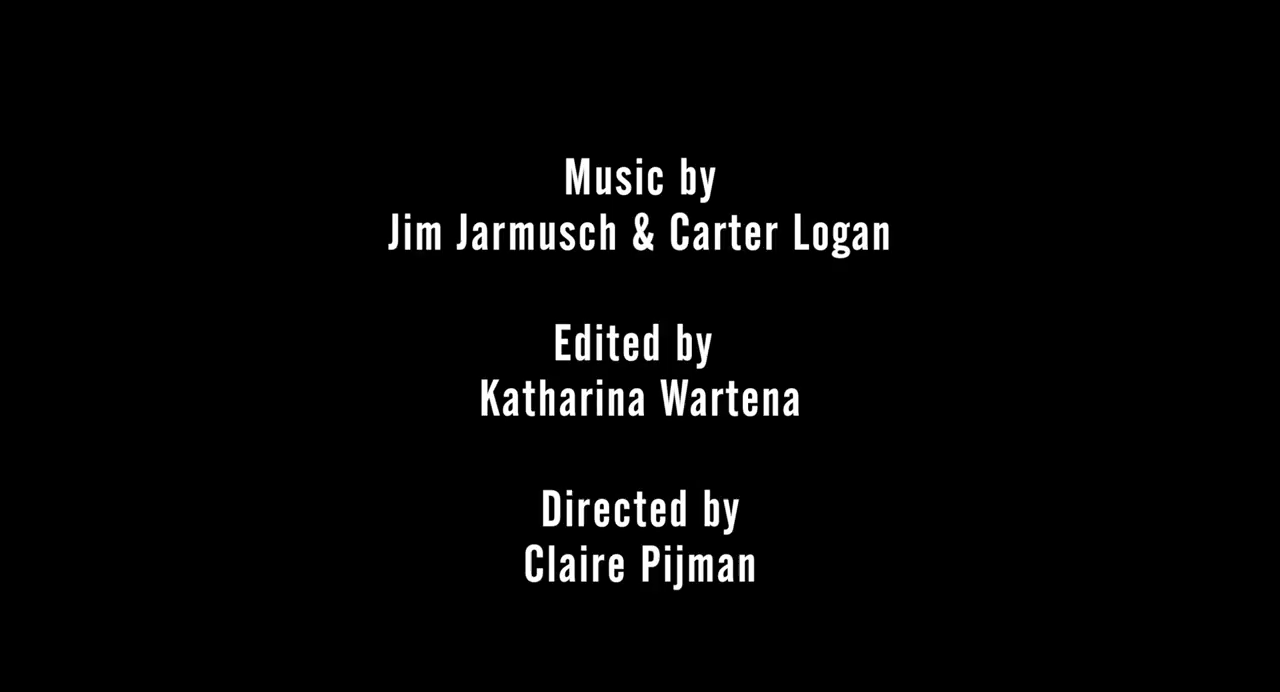 Music by
Jim Jarmusch & Carter Logan
Edited by
Katharina Wartena
Directed by
Claire Pijman